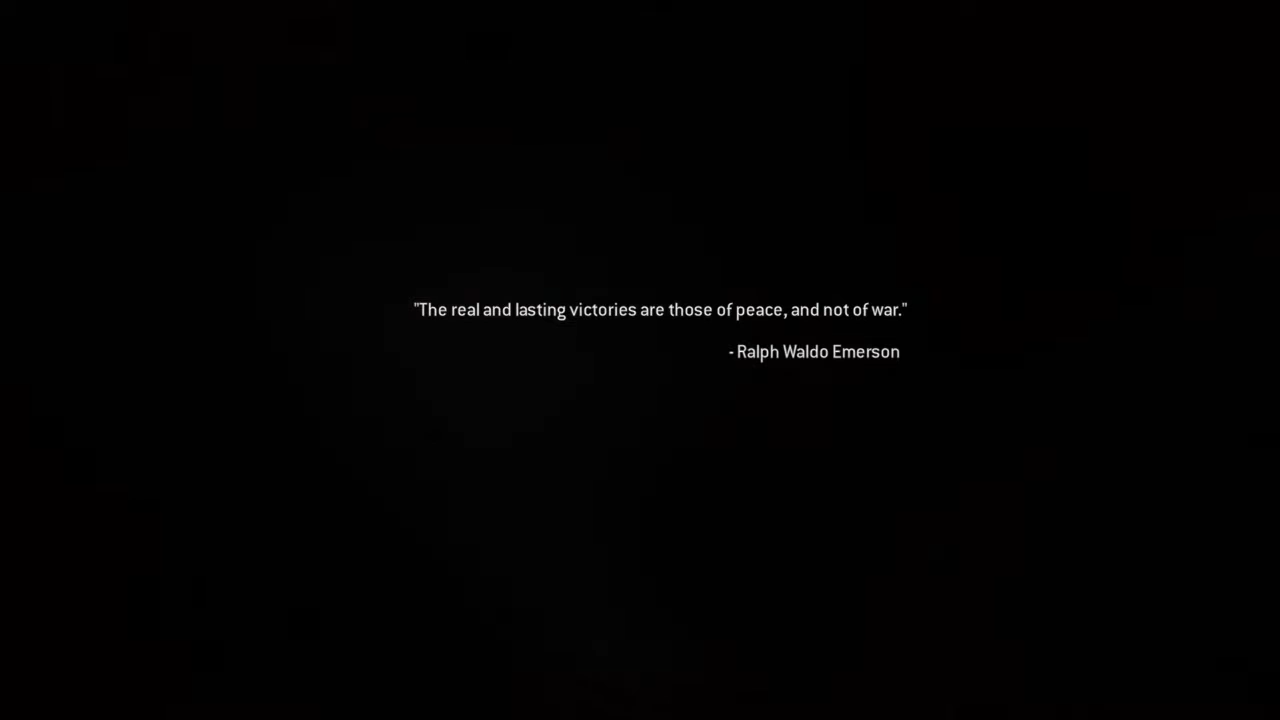 "The real and lasting victories are those of peace, and not of war."
- Ralph Waldo Emerson